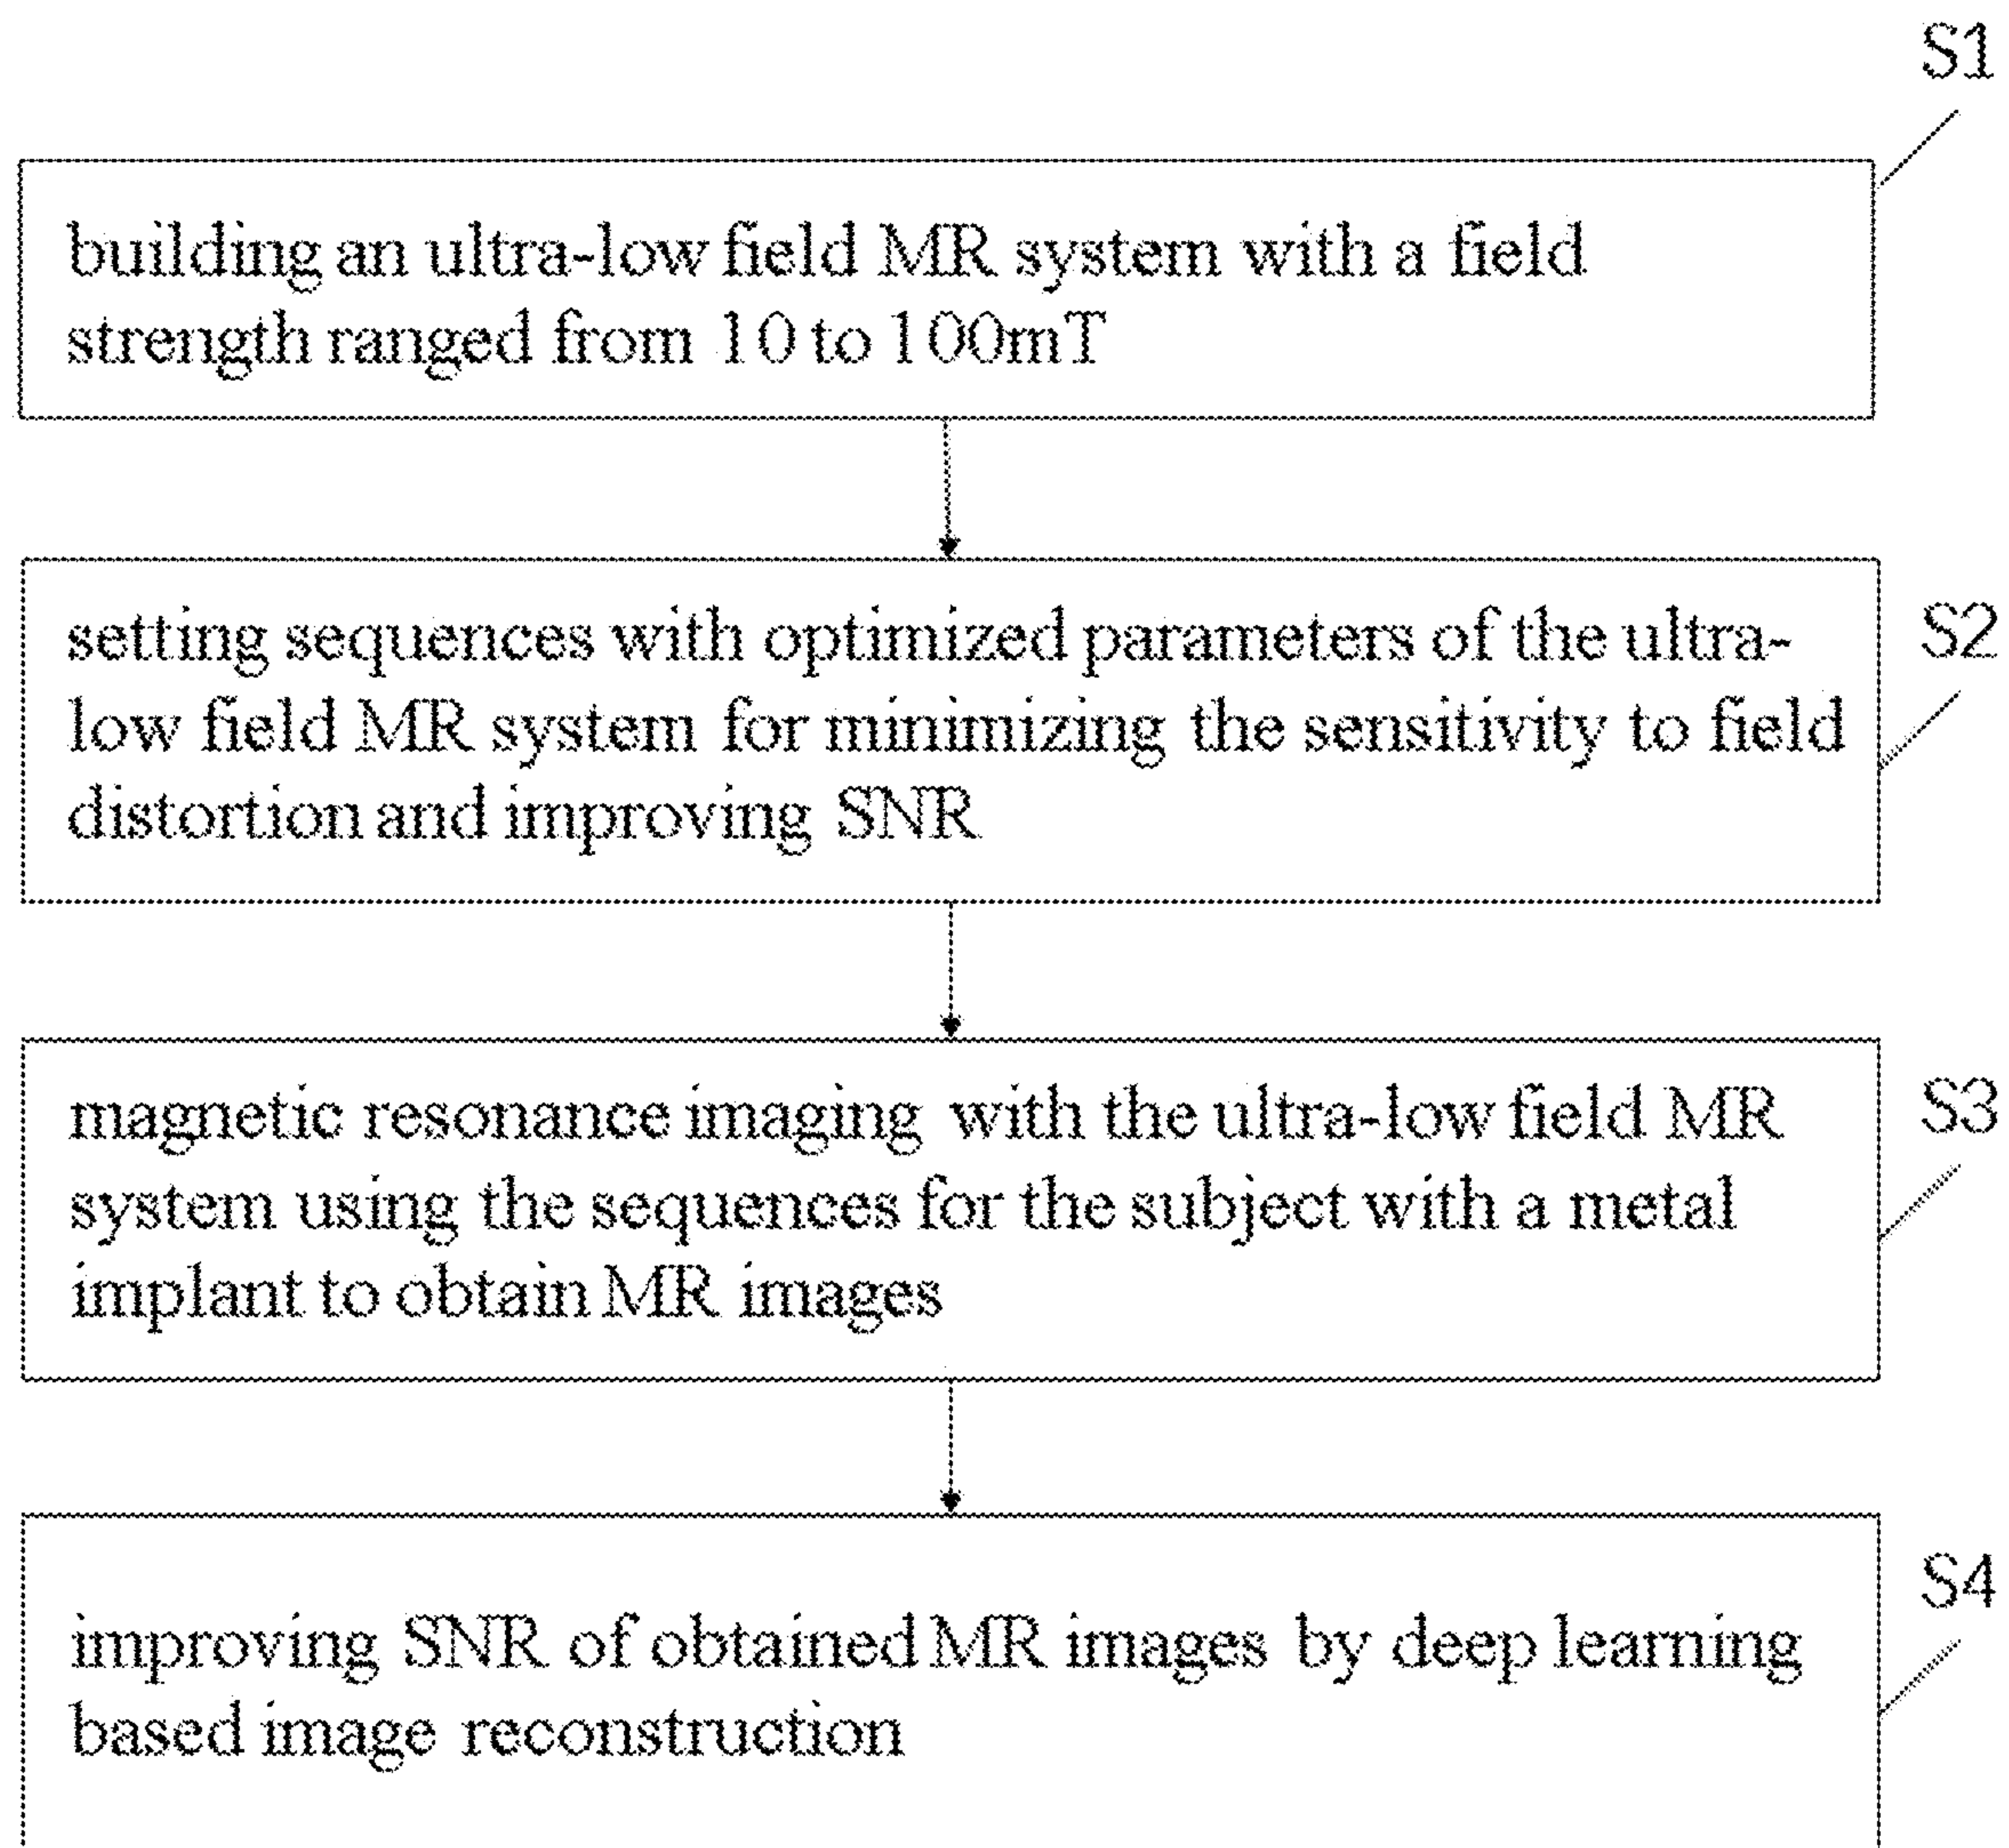 S1
building an ultra-low field MR system with a field
strength ranged from 10 to 100mT
setting sequences with optimized parameters of the ultra-
low field MR system for minimizing the sensitivity to field
distortion and improving SNR
S2
magnetic resonance imaging with the ultra-low field MR
system using the sequences for the subject with a metal
implant to obtain MR images
S3
improving SNR of obtained MR images by deep learning
based image reconstruction
S4